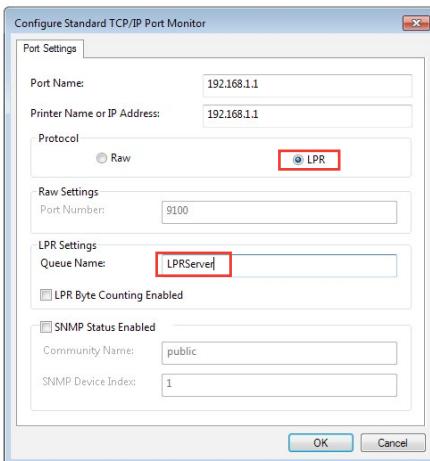 Configure Standard TCP/IP Port Monitor
Port Settings
Port Name: 192.168.1.1
Printer Name or IP Address: 192.168.1.1
Protocol
Raw LPR
Raw Settings
Port Number: 9100
LPR Settings
Queue Name: LPRServer
LPR Byte Counting Enabled
SNMP Status Enabled
Community Name: public
SNMP Device Index: 1
OK Cancel